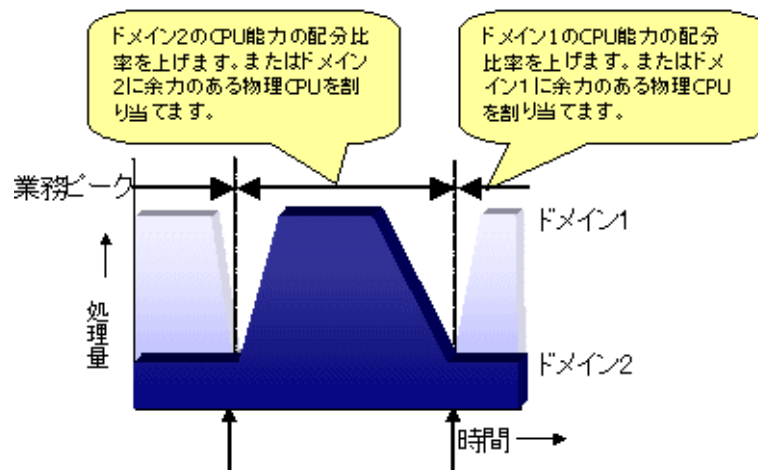 ドメイン2のCPU能力の配分比
率を上げます。またはドメイン
2に余力のある物理CPUを割
り当てます。
ドメイン1のCPU能力の配分
比率を上げます。またはドメ
イン1に余力のある物理CPU
を割り当てます。
業務ピーク
ドメイン1
処理量
ドメイン2
時間